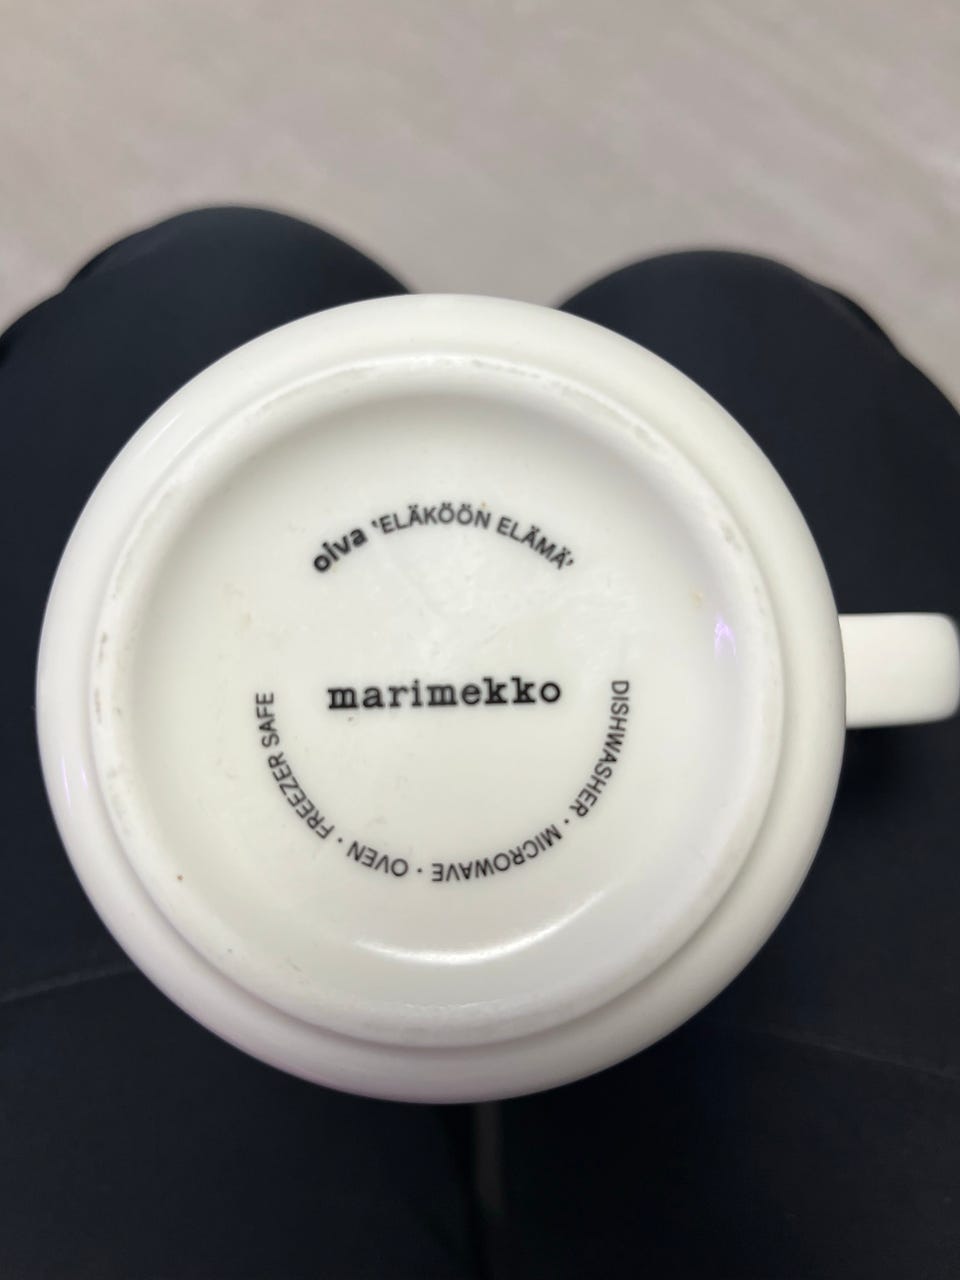 oiva 'ELÄKÖÖN ELÄMÄ'
marimekko
DISHWASHER · MICROWAVE · OVEN · FREEZER SAFE